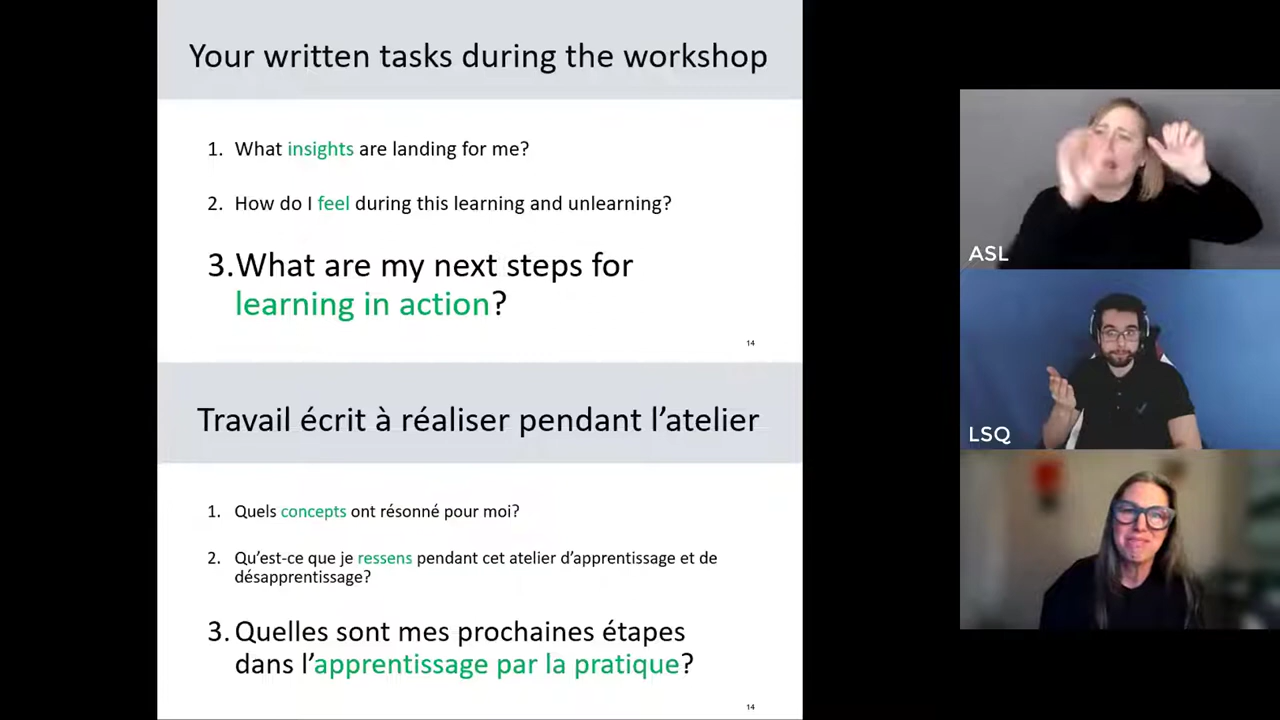 Your written tasks during the workshop
1. What insights are landing for me?
2. How do I feel during this learning and unlearning?
3.What are my next steps for
learning in action?
14
Travail écrit à réaliser pendant l’atelier
1. Quels concepts ont résonné pour moi?
2. Qu’est-ce que je ressens pendant cet atelier d’apprentissage et de
désapprentissage?
3. Quelles sont mes prochaines étapes
dans l’apprentissage par la pratique?
14
ASL
LSQ